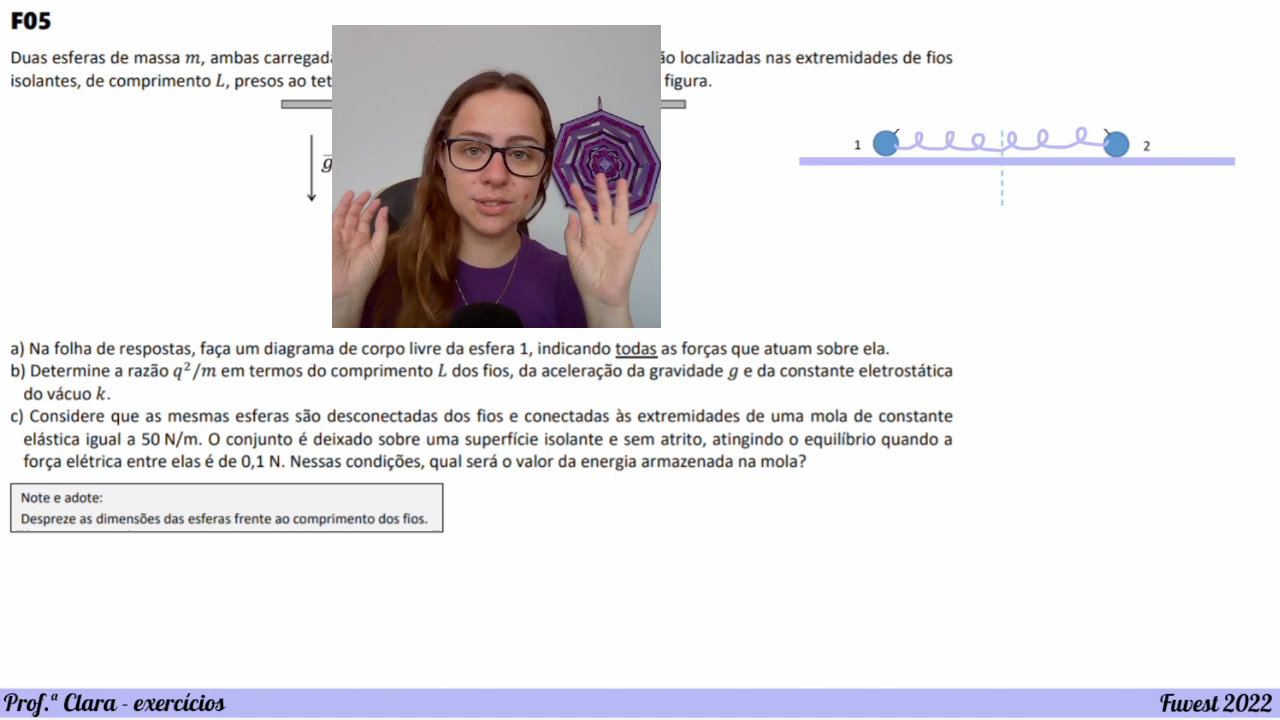 F05
Duas esferas de massa m, ambas carregada ão localizadas nas extremidades de fios
isolantes, de comprimento L, presos ao tet figura.
g
1
2
a) Na folha de respostas, faça um diagrama de corpo livre da esfera 1, indicando todas as forças que atuam sobre ela.
b) Determine a razão q²/m em termos do comprimento L dos fios, da aceleração da gravidade g e da constante eletrostática
do vácuo k.
c) Considere que as mesmas esferas são desconectadas dos fios e conectadas às extremidades de uma mola de constante
elástica igual a 50 N/m. O conjunto é deixado sobre uma superfície isolante e sem atrito, atingindo o equilíbrio quando a
força elétrica entre elas é de 0,1 N. Nessas condições, qual será o valor da energia armazenada na mola?
Note e adote:
Despreze as dimensões das esferas frente ao comprimento dos fios.
Prof.ª Clara - exercícios
Fuvest 2022